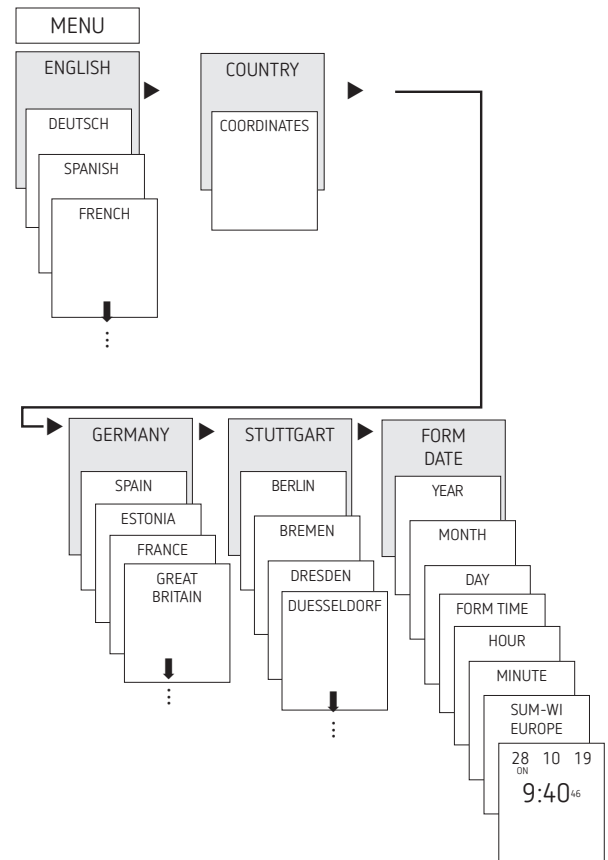 MENU
ENGLISH
DEUTSCH
SPANISH
FRENCH
COUNTRY
COORDINATES
GERMANY
SPAIN
ESTONIA
FRANCE
GREAT
BRITAIN
STUTTGART
BERLIN
BREMEN
DRESDEN
DUESSELDORF
FORM
DATE
YEAR
MONTH
DAY
FORM TIME
HOUR
MINUTE
SUM-WI
EUROPE
28 10 19
ON
9:40 46